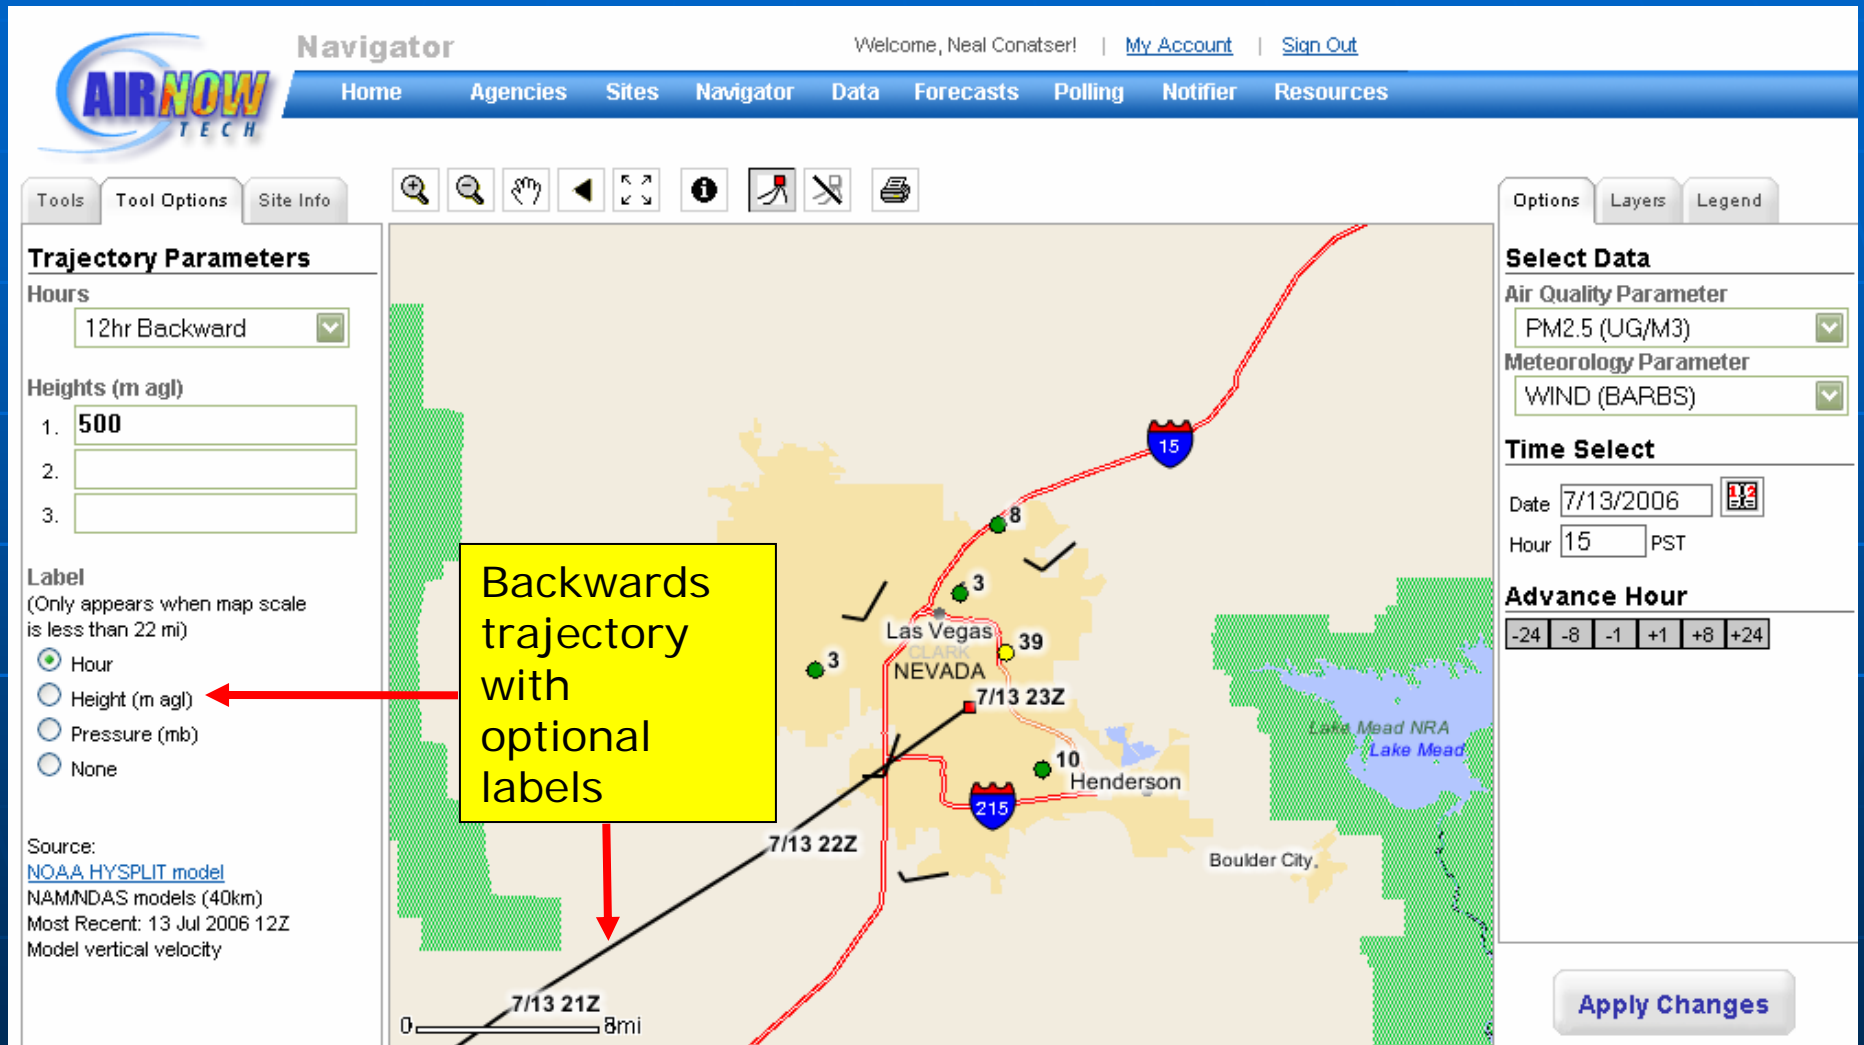 Navigator
Welcome, Neal Conatser! | My Account | Sign Out
AIRNOW
TECH
Home Agencies Sites Navigator Data Forecasts Polling Notifier Resources
Tools Tool Options Site Info
Trajectory Parameters
Hours
12hr Backward
Heights (m agl)
1. 500
2.
3.
Label
(Only appears when map scale
is less than 22 mi)
Hour
Height (m agl)
Pressure (mb)
None
Source:
NOAA HYSPLIT model
NAM/NDAS models (40km)
Most Recent: 13 Jul 2006 12Z
Model vertical velocity
Backwards
trajectory
with
optional
labels
15
8
3
Las Vegas
39
CLARK
3
NEVADA
7/13 23Z
Lake Mead NRA
Lake Mead
10
Henderson
215
7/13 22Z
Boulder City
7/13 21Z
0 8mi
Options Layers Legend
Select Data
Air Quality Parameter
PM2.5 (UG/M3)
Meteorology Parameter
WIND (BARBS)
Time Select
Date 7/13/2006
Hour 15 PST
Advance Hour
-24 -8 -1 +1 +8 +24
Apply Changes